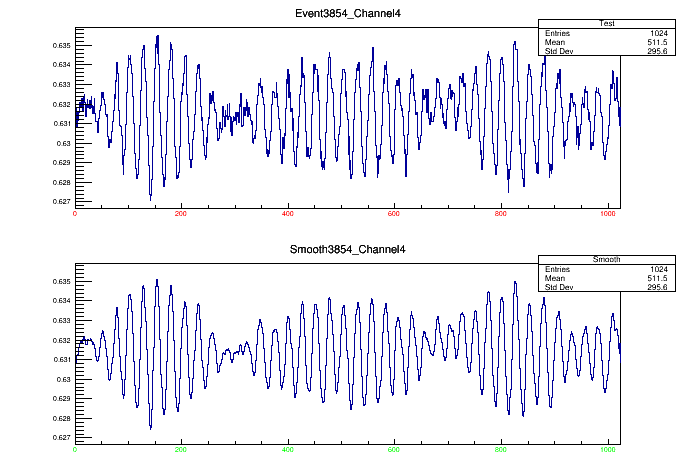 Event3854_Channel4
Test
Entries 1024
Mean 511.5
Std Dev 295.6
0.635
0.634
0.633
0.632
0.631
0.63
0.629
0.628
0.627
0 200 400 600 800 1000
Smooth3854_Channel4
Smooth
Entries 1024
Mean 511.5
Std Dev 295.6
0.635
0.634
0.633
0.632
0.631
0.63
0.629
0.628
0.627
0 200 400 600 800 1000